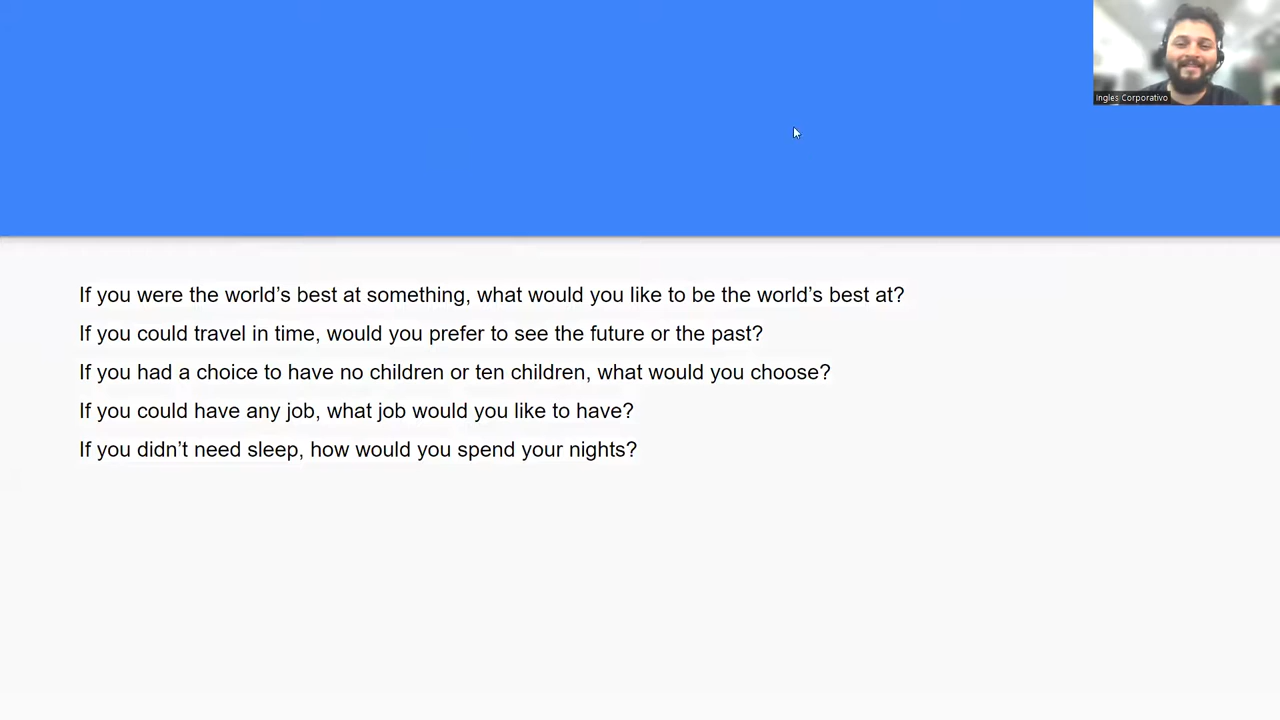 Ingles Corporativo
If you were the world’s best at something, what would you like to be the world’s best at?
If you could travel in time, would you prefer to see the future or the past?
If you had a choice to have no children or ten children, what would you choose?
If you could have any job, what job would you like to have?
If you didn’t need sleep, how would you spend your nights?